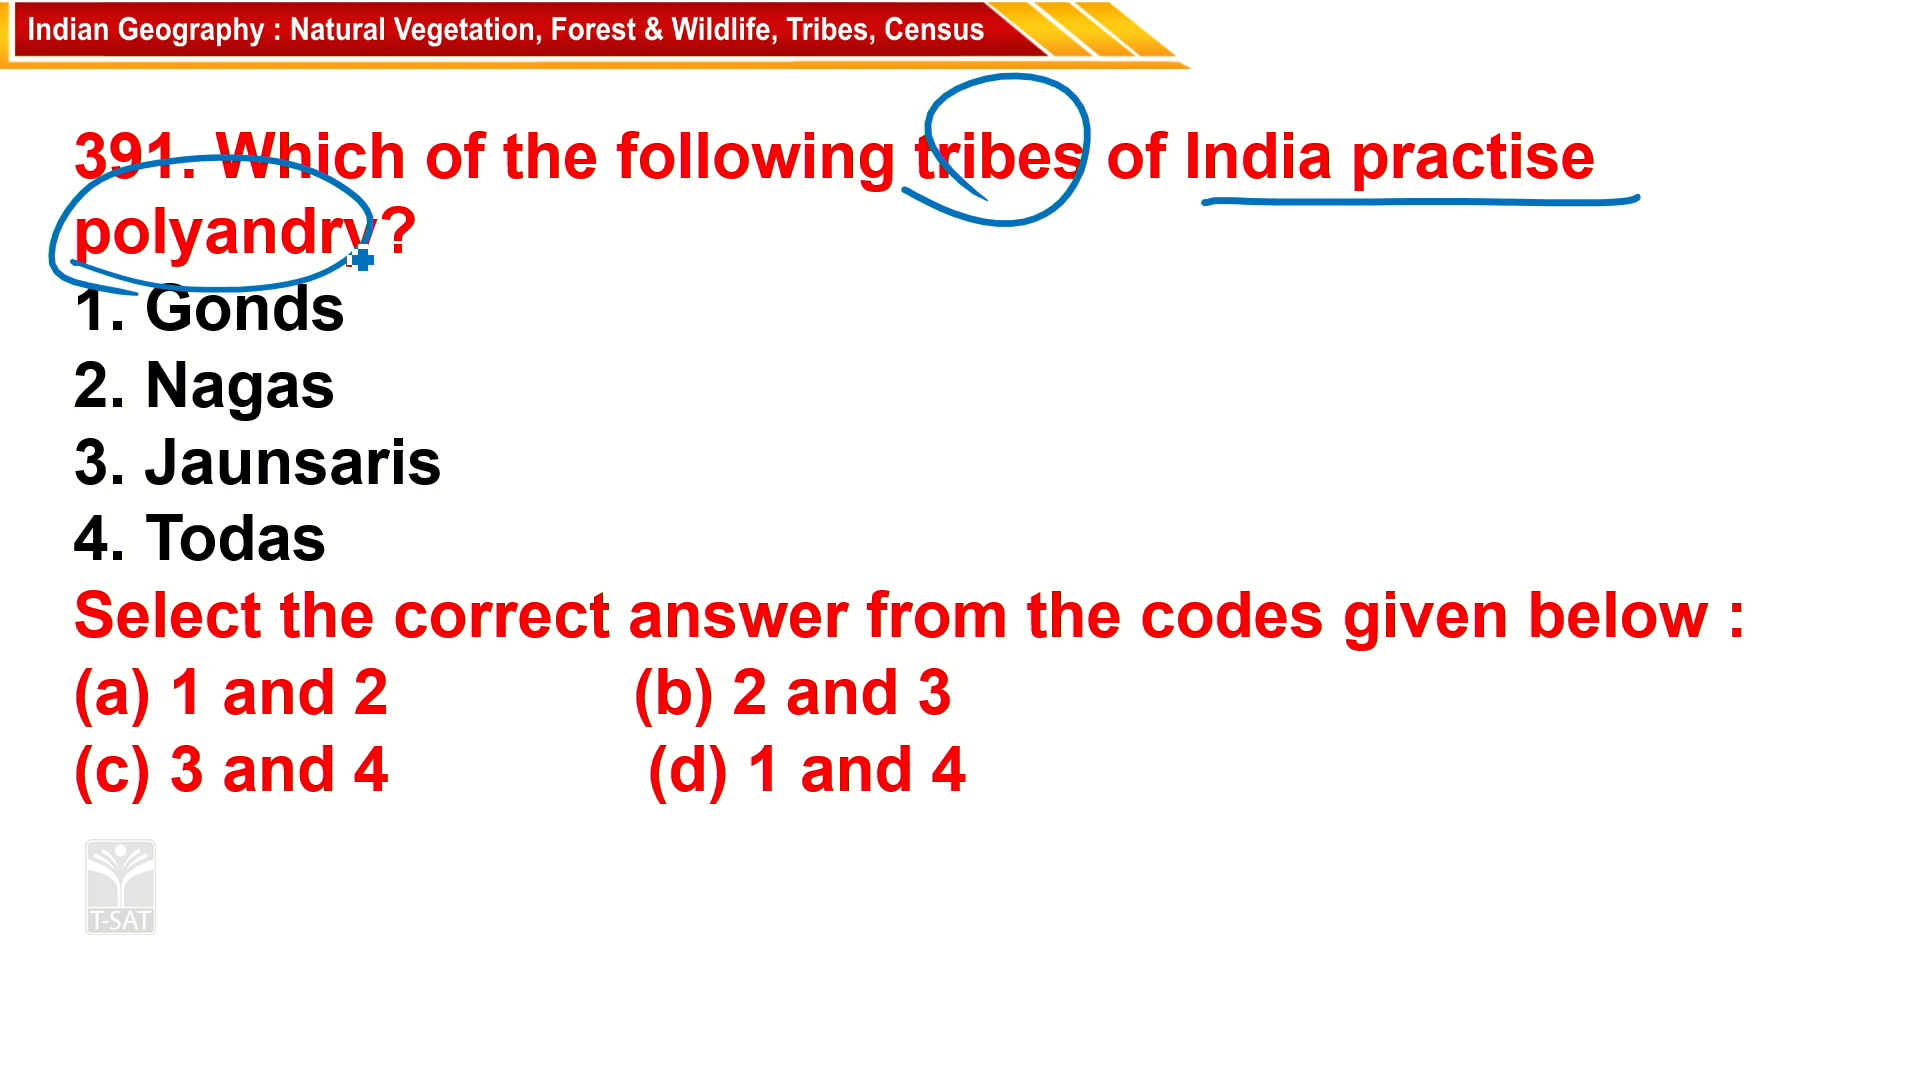 Indian Geography : Natural Vegetation, Forest & Wildlife, Tribes, Census
391. Which of the following tribes of India practise
polyandry?
1. Gonds
2. Nagas
3. Jaunsaris
4. Todas
Select the correct answer from the codes given below :
(a) 1 and 2 (b) 2 and 3
(c) 3 and 4 (d) 1 and 4
T-SAT